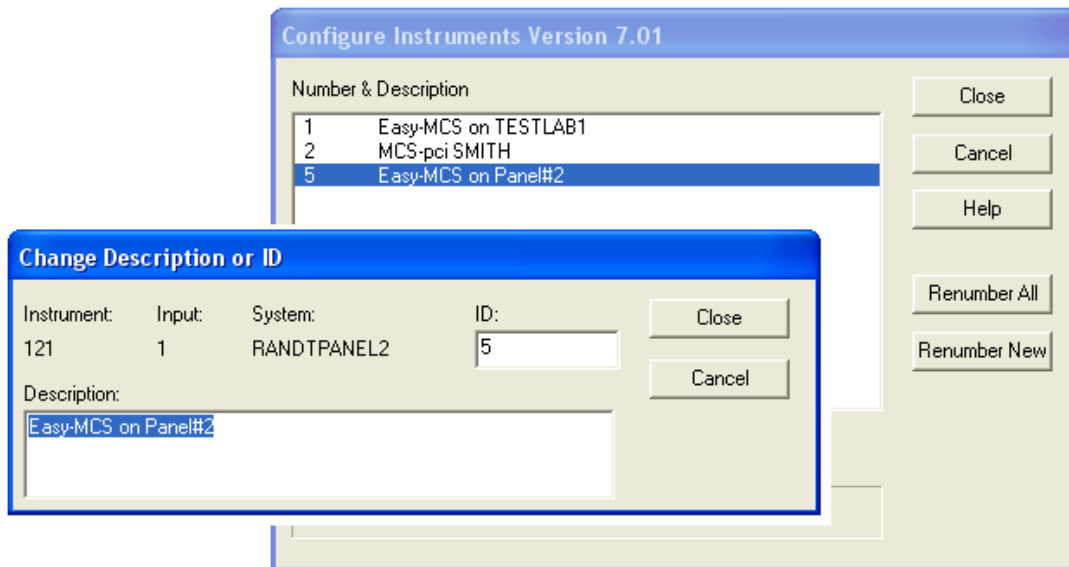 Configure Instruments Version 7.01
Number & Description
1 Easy-MCS on TESTLAB1
2 MCS-pci SMITH
5 Easy-MCS on Panel#2
Close
Cancel
Help
Renumber All
Renumber New
Change Description or ID
Instrument: Input: System: ID:
121 1 RANDTPANEL2 5
Description:
Easy-MCS on Panel#2
Close
Cancel